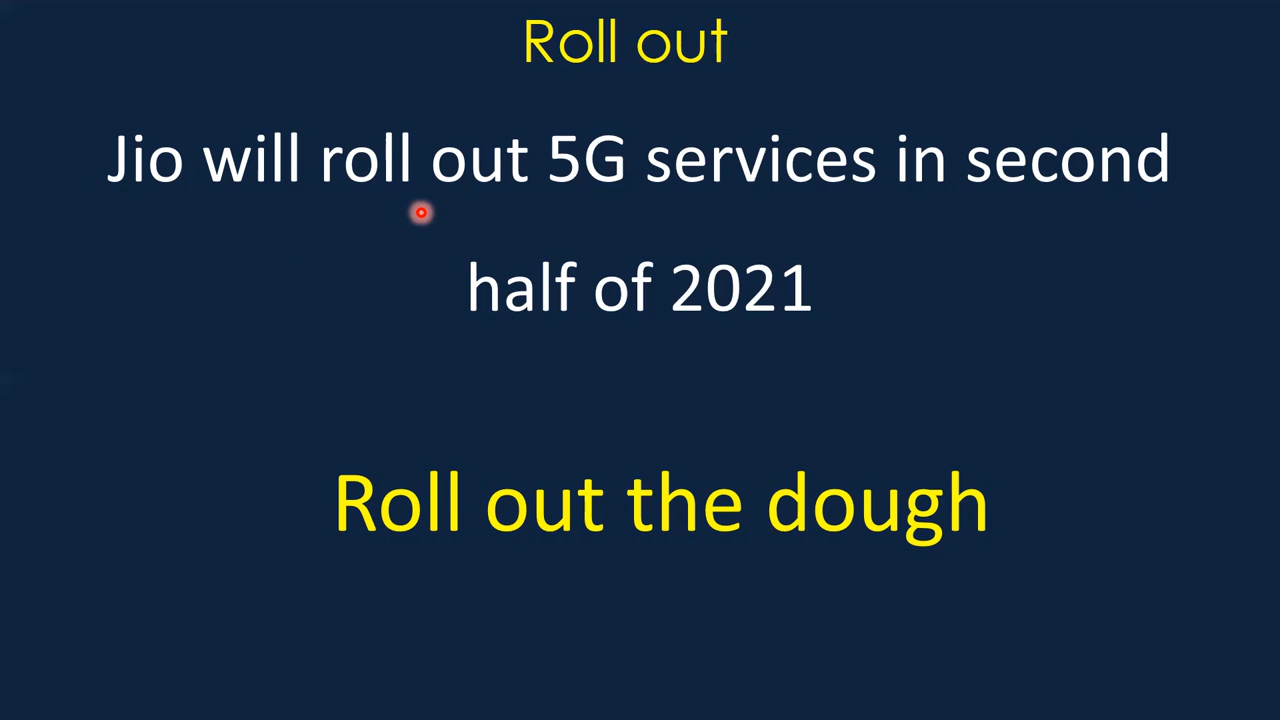 Roll out
Jio will roll out 5G services in second
half of 2021
Roll out the dough